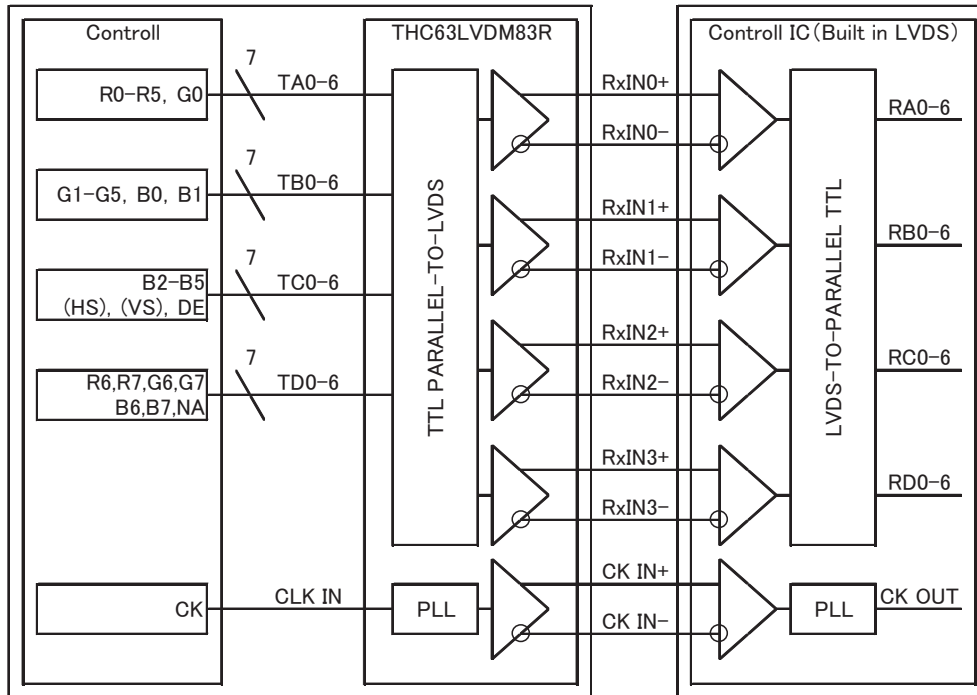 Controll
THC63LVDM83R
Controll IC(Built in LVDS)
7
R0-R5, G0
TA0-6
RxIN0+
RxIN0-
RA0-6
7
G1-G5, B0, B1
TB0-6
RxIN1+
RxIN1-
RB0-6
7
B2-B5
(HS), (VS), DE
TC0-6
RxIN2+
RxIN2-
RC0-6
7
R6,R7,G6,G7
B6,B7,NA
TD0-6
RxIN3+
RxIN3-
RD0-6
TTL PARALLEL-TO-LVDS
LVDS-TO-PARALLEL TTL
CK
CLK IN
PLL
CK IN+
CK IN-
PLL
CK OUT